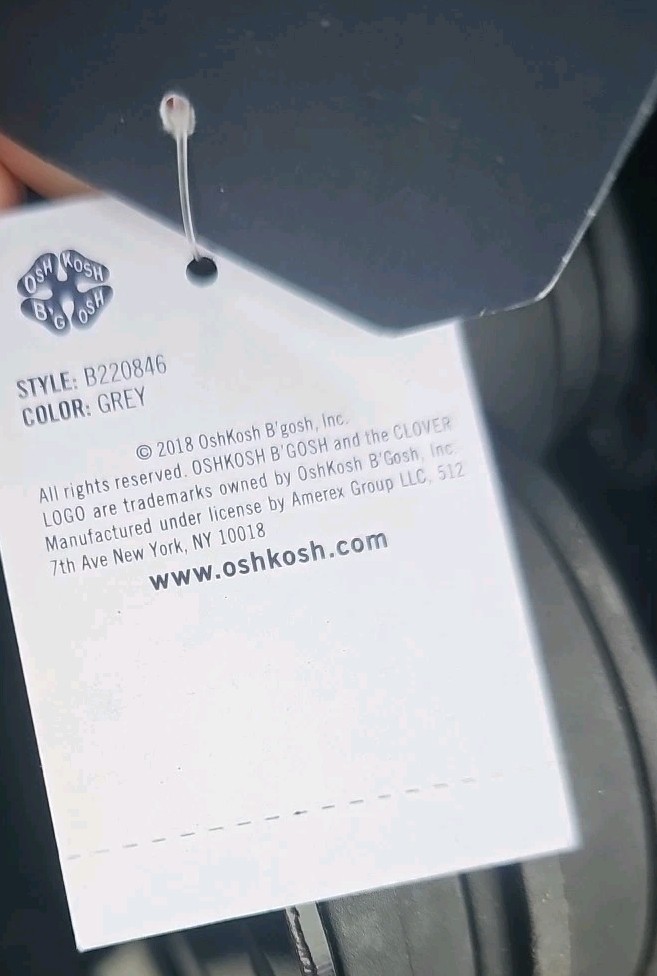 OSH KOSH
B'G OSH
STYLE: B220846
COLOR: GREY
© 2018 OshKosh B'gosh, Inc.
All rights reserved. OSHKOSH B'GOSH and the CLOVER
LOGO are trademarks owned by OshKosh B'Gosh, Inc.
Manufactured under license by Amerex Group LLC, 512
7th Ave New York, NY 10018
www.oshkosh.com